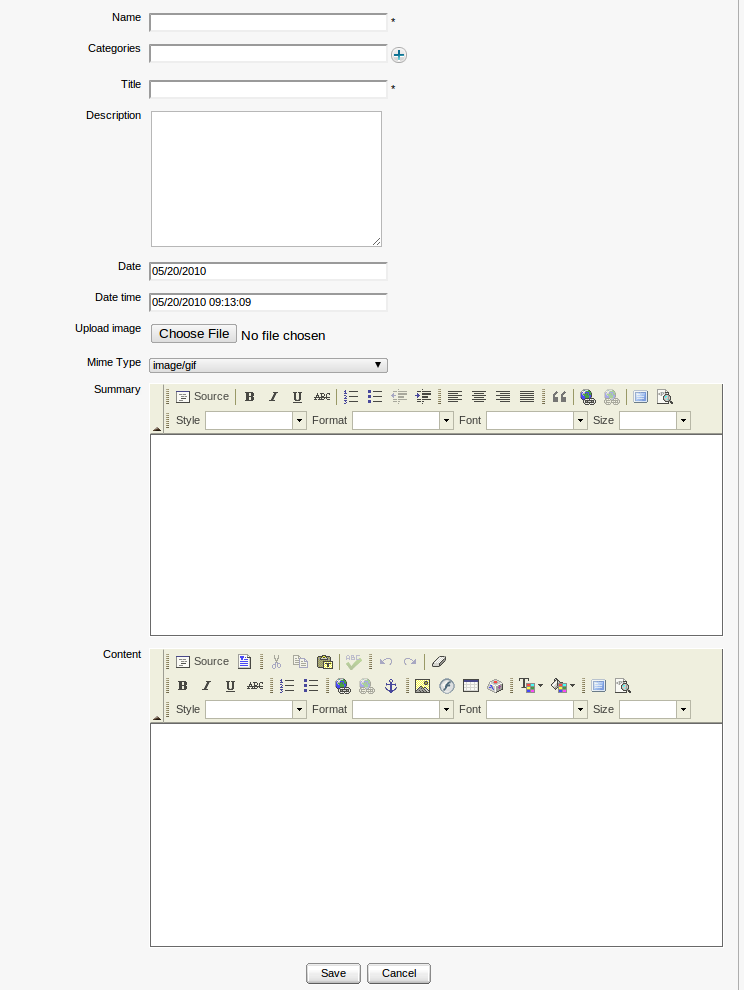 Name *
Categories
Title *
Description
Date 05/20/2010
Date time 05/20/2010 09:13:09
Upload image Choose File No file chosen
Mime Type image/gif
Summary Source B I U ABC
Style Format Font Size
Content Source ABC
B I U ABC
Style Format Font Size
Save Cancel